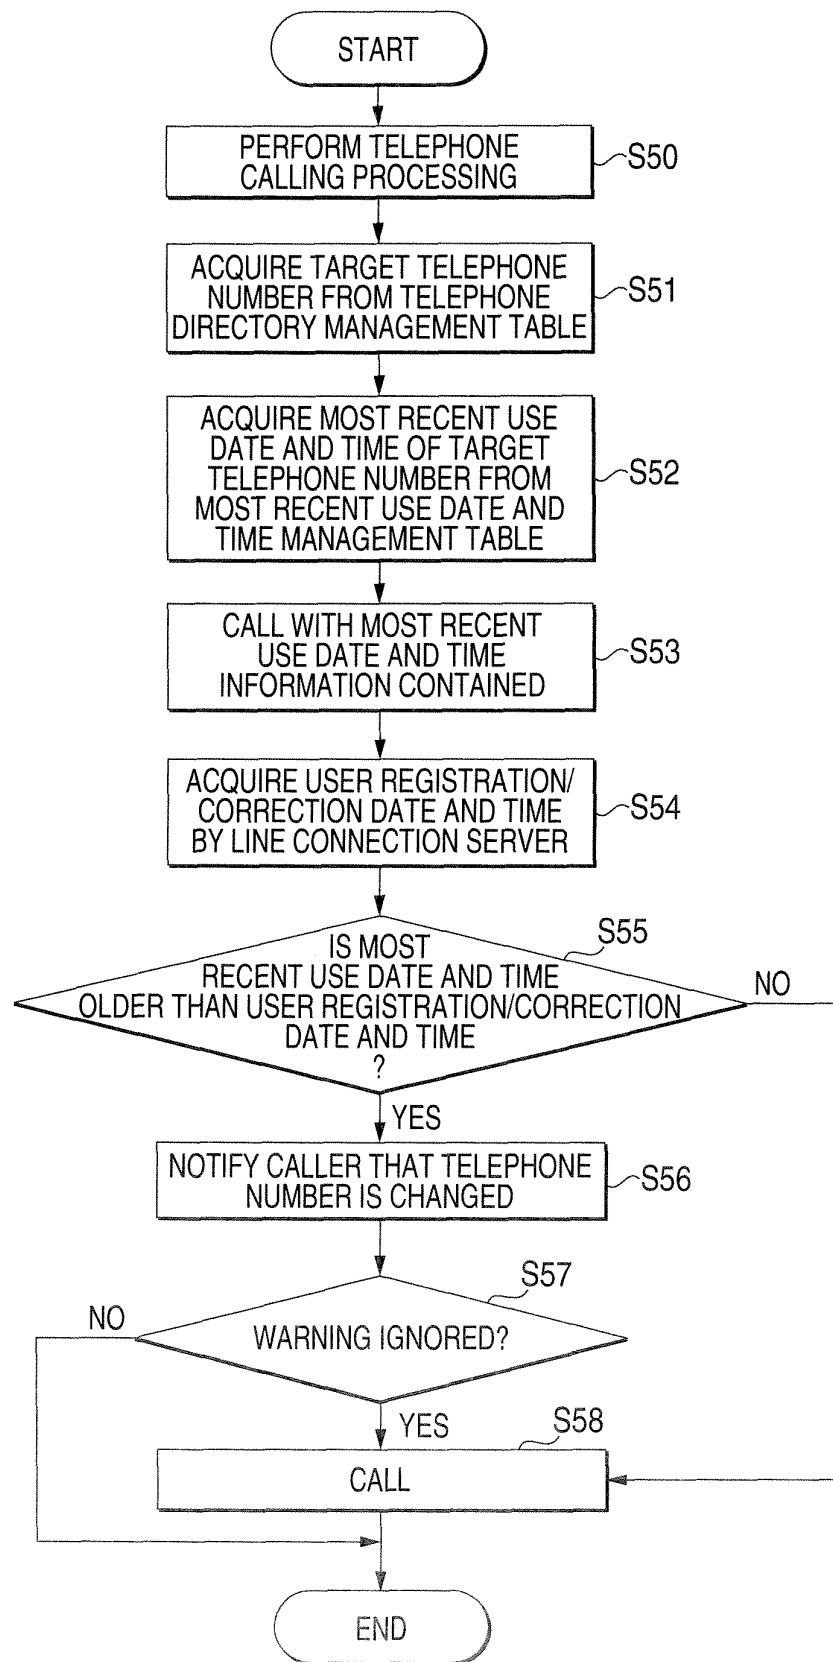 START
PERFORM TELEPHONE
CALLING PROCESSING
S50
ACQUIRE TARGET TELEPHONE
NUMBER FROM TELEPHONE
DIRECTORY MANAGEMENT TABLE
S51
ACQUIRE MOST RECENT USE
DATE AND TIME OF TARGET
TELEPHONE NUMBER FROM
MOST RECENT USE DATE AND
TIME MANAGEMENT TABLE
S52
CALL WITH MOST RECENT
USE DATE AND TIME
INFORMATION CONTAINED
S53
ACQUIRE USER REGISTRATION/
CORRECTION DATE AND TIME
BY LINE CONNECTION SERVER
S54
S55
IS MOST
RECENT USE DATE AND TIME
OLDER THAN USER REGISTRATION/CORRECTION
DATE AND TIME
?
NO
YES
NOTIFY CALLER THAT TELEPHONE
NUMBER IS CHANGED
S56
S57
NO
WARNING IGNORED?
YES
S58
CALL
END